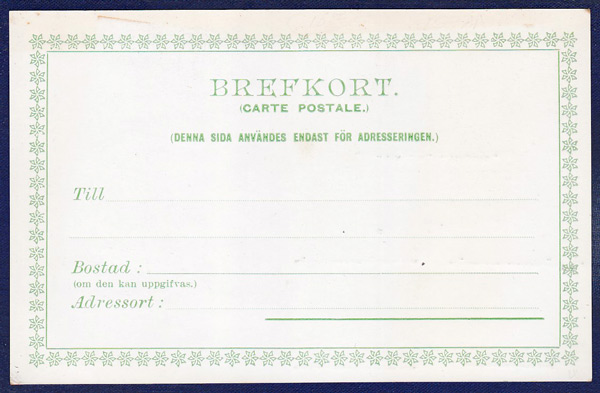 BREFKORT.
(CARTE POSTALE.)
(DENNA SIDA ANVÄNDES ENDAST FÖR ADRESSERINGEN.)
Till
Bostad :
(om den kan uppgifvas.)
Adressort :